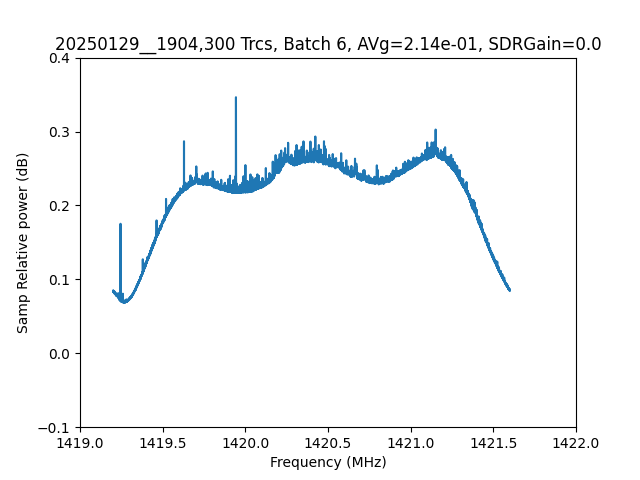 20250129__1904,300 Trcs, Batch 6, AVg=2.14e-01, SDRGain=0.0
0.4
0.3
0.2
0.1
0.0
−0.1
Samp Relative power (dB)
1419.0 1419.5 1420.0 1420.5 1421.0 1421.5 1422.0
Frequency (MHz)